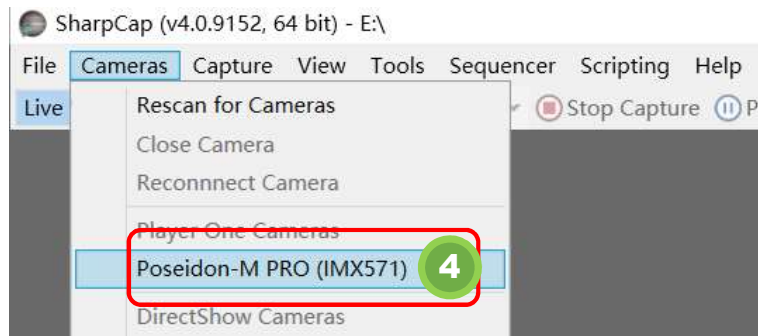 SharpCap (v4.0.9152, 64 bit) - E:\
File Cameras Capture View Tools Sequencer Scripting Help
Live Stop Capture P
Rescan for Cameras
Close Camera
Reconnnect Camera
Player One Cameras
Poseidon-M PRO (IMX571) 4
DirectShow Cameras